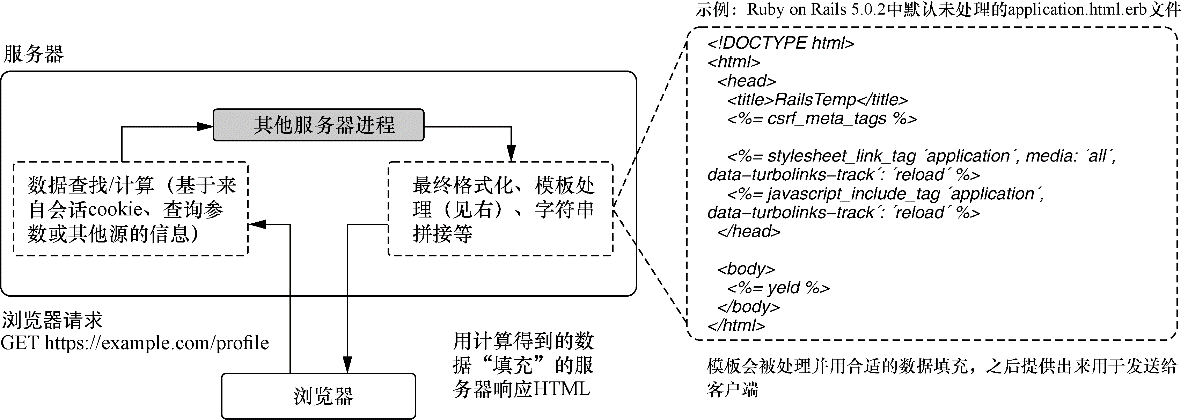 示例：Ruby on Rails 5.0.2中默认未处理的application.html.erb文件
服务器
其他服务器进程
数据查找/计算（基于来
自会话cookie、查询参
数或其他源的信息）
最终格式化、模板处
理（见右）、字符串
拼接等
浏览器请求
GET https://example.com/profile
用计算得到的数
据“填充”的服
务器响应HTML
浏览器
<!DOCTYPE html>
<html>
<head>
<title>RailsTemp</title>
<%= csrf_meta_tags %>
<%= stylesheet_link_tag ´application´, media: ´all´,
data−turbolinks−track´: ´reload´ %>
<%= javascript_include_tag ´application´,
data−turbolinks−track´: ´reload´ %>
</head>
<body>
<%= yeld %>
</body>
</html>
模板会被处理并用合适的数据填充，之后提供出来用于发送给
客户端